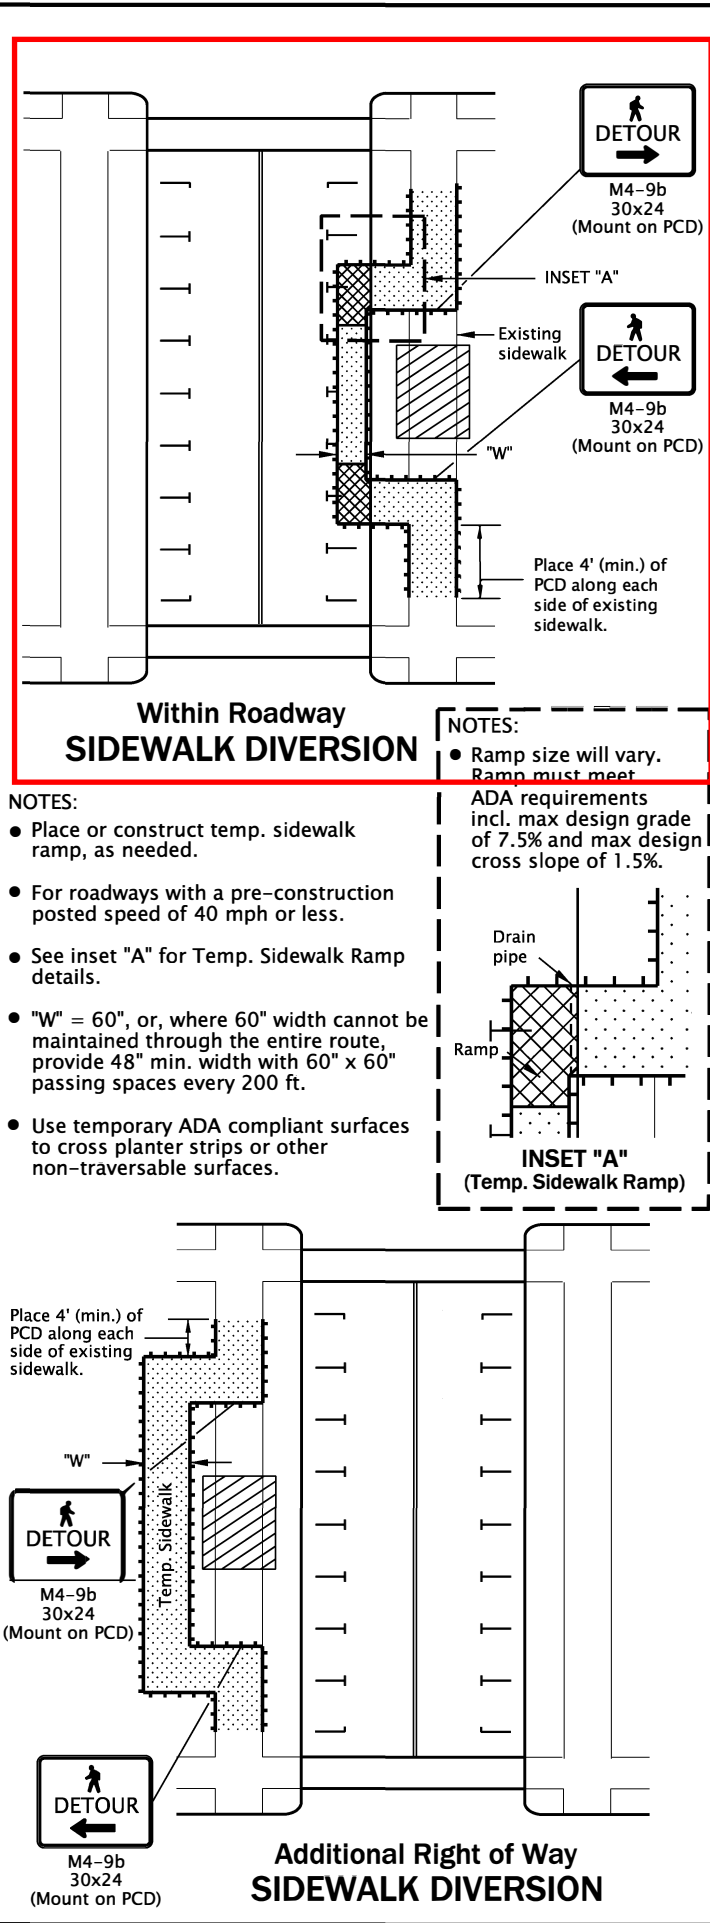 DETOUR
M4-9b
30x24
(Mount on PCD)
INSET "A"
Existing
sidewalk
DETOUR
M4-9b
30x24
(Mount on PCD)
"W"
Place 4' (min.) of
PCD along each
side of existing
sidewalk.
Within Roadway
SIDEWALK DIVERSION
NOTES:
● Place or construct temp. sidewalk
ramp, as needed.
● For roadways with a pre-construction
posted speed of 40 mph or less.
● See inset "A" for Temp. Sidewalk Ramp
details.
● "W" = 60", or, where 60" width cannot be
maintained through the entire route,
provide 48" min. width with 60" x 60"
passing spaces every 200 ft.
● Use temporary ADA compliant surfaces
to cross planter strips or other
non-traversable surfaces.
NOTES:
● Ramp size will vary.
Ramp must meet
ADA requirements
incl. max design grade
of 7.5% and max design
cross slope of 1.5%.
Drain
pipe
Ramp
INSET "A"
(Temp. Sidewalk Ramp)
Place 4' (min.) of
PCD along each
side of existing
sidewalk.
"W"
Temp. Sidewalk
DETOUR
M4-9b
30x24
(Mount on PCD)
DETOUR
M4-9b
30x24
(Mount on PCD)
Additional Right of Way
SIDEWALK DIVERSION